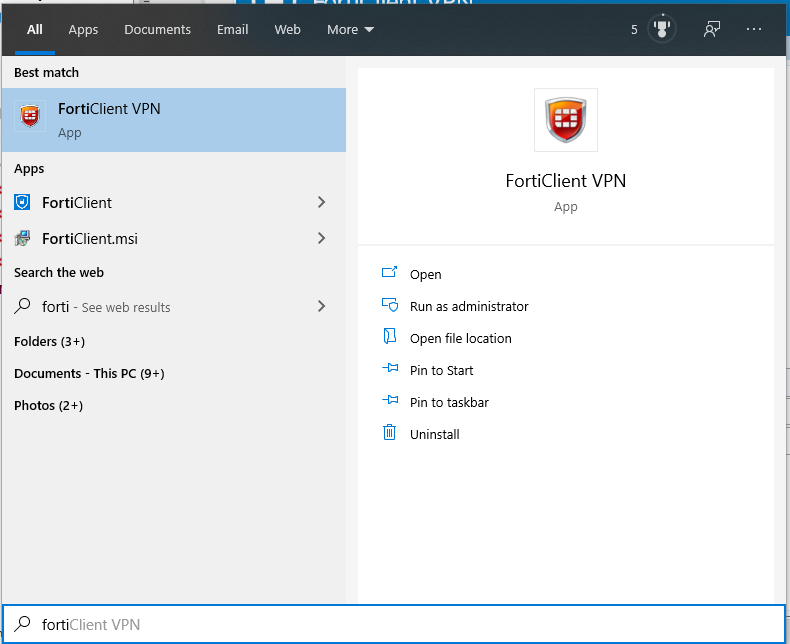 FortiClient VPN
All Apps Documents Email Web More 5 ...
Best match
FortiClient VPN
App
Apps
FortiClient
FortiClient.msi
Search the web
forti - See web results
Folders (3+)
Documents - This PC (9+)
Photos (2+)
FortiClient VPN
App
Open
Run as administrator
Open file location
Pin to Start
Pin to taskbar
Uninstall
fortiClient VPN